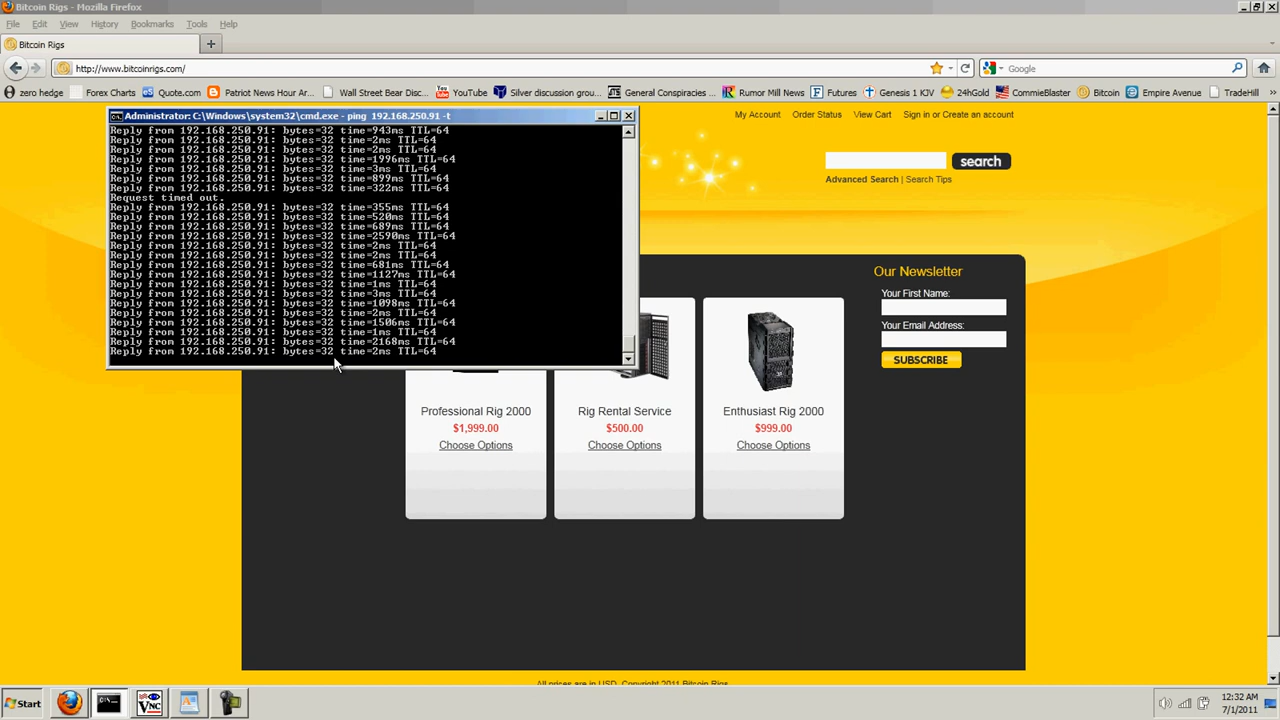 Bitcoin Rigs - Mozilla Firefox
File Edit View History Bookmarks Tools Help
Bitcoin Rigs
http://www.bitcoinrigs.com/
Google
zero hedge Forex Charts Quote.com Patriot News Hour Tra... Wall Street Bear Disc... YouTube Silver discussion group... General Conspiracies ... Rumor Mill News Futures Genesis 1 KJV 24hGold CommieBlaster Bitcoin Empire Avenue TradeHill
Administrator: C:\Windows\system32\cmd.exe - ping 192.168.250.91 -t
Reply from 192.168.250.91: bytes=32 time=943ms TTL=64
Reply from 192.168.250.91: bytes=32 time=2ms TTL=64
Reply from 192.168.250.91: bytes=32 time=1996ms TTL=64
Reply from 192.168.250.91: bytes=32 time=3ms TTL=64
Reply from 192.168.250.91: bytes=32 time=899ms TTL=64
Reply from 192.168.250.91: bytes=32 time=322ms TTL=64
Request timed out.
Reply from 192.168.250.91: bytes=32 time=355ms TTL=64
Reply from 192.168.250.91: bytes=32 time=520ms TTL=64
Reply from 192.168.250.91: bytes=32 time=689ms TTL=64
Reply from 192.168.250.91: bytes=32 time=2590ms TTL=64
Reply from 192.168.250.91: bytes=32 time=2ms TTL=64
Reply from 192.168.250.91: bytes=32 time=2ms TTL=64
Reply from 192.168.250.91: bytes=32 time=681ms TTL=64
Reply from 192.168.250.91: bytes=32 time=1127ms TTL=64
Reply from 192.168.250.91: bytes=32 time=1ms TTL=64
Reply from 192.168.250.91: bytes=32 time=3ms TTL=64
Reply from 192.168.250.91: bytes=32 time=1098ms TTL=64
Reply from 192.168.250.91: bytes=32 time=2ms TTL=64
Reply from 192.168.250.91: bytes=32 time=1506ms TTL=64
Reply from 192.168.250.91: bytes=32 time=1ms TTL=64
Reply from 192.168.250.91: bytes=32 time=2168ms TTL=64
Reply from 192.168.250.91: bytes=32 time=2ms TTL=64
My Account Order Status View Cart Sign in or Create an account
search
Advanced Search | Search Tips
Our Newsletter
Your First Name:
Your Email Address:
SUBSCRIBE
Professional Rig 2000
$1,999.00
Choose Options
Rig Rental Service
$500.00
Choose Options
Enthusiast Rig 2000
$999.00
Choose Options
All prices are in USD. Copyright 2011 Bitcoin Rigs
Start
VNC
12:32 AM
7/1/2011